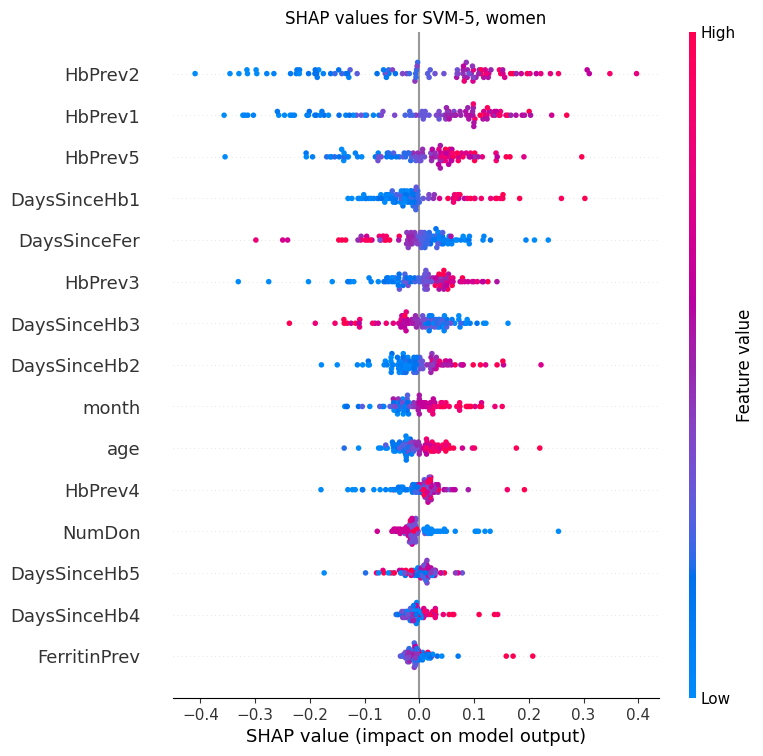 SHAP values for SVM-5, women
High
HbPrev2
HbPrev1
HbPrev5
DaysSinceHb1
DaysSinceFer
HbPrev3
DaysSinceHb3
DaysSinceHb2
month
age
HbPrev4
NumDon
DaysSinceHb5
DaysSinceHb4
FerritinPrev
Feature value
Low
−0.4 −0.3 −0.2 −0.1 0.0 0.1 0.2 0.3 0.4
SHAP value (impact on model output)